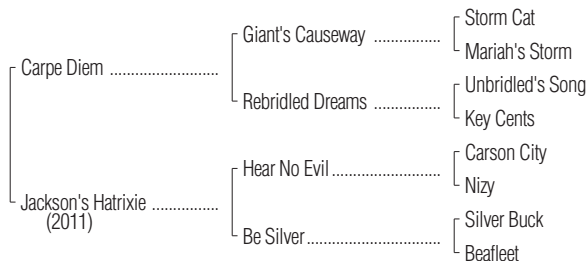 Storm Cat
Giant's Causeway ................
Mariah's Storm
Carpe Diem ........................
Unbridled's Song
Rebridled Dreams ................
Key Cents
Carson City
Hear No Evil ........................
Nizy
Jackson's Hatrixie ................
(2011)
Silver Buck
Be Silver .............................
Beafleet